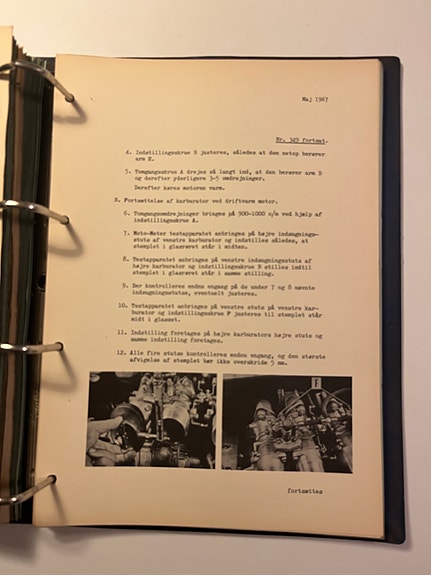 Maj 1967
Nr. 349 fortsat.
4. Indstillingsskrue B justeres, således at den netop berører
arm E.
5. Tomgangsskrue A drejes så langt ind, at den berører arm D
og derefter yderligere 3-5 omdrejninger.
Derefter køres motoren varm.
B. Fortsættelse af karburator ved driftvarm motor.
6. Tomgangsomdrejninger bringes på 900-1000 o/m ved hjælp af
indstillingsskrue A.
7. Moto-Meter testapparatet anbringes på højre indsugnings-
stuts af venstre karburator og indstilles således, at
stemplet i glasrøret står i midten.
8. Testapparatet anbringes på venstre indsugningsstuts af
højre karburator og indstillingsskrue B stilles indtil
stemplet i glasrøret står i samme stilling.
9. Der kontrolleres endnu engang på de under 7 og 8 nævnte
indsugningsstutse, eventuelt justeres.
10. Testapparatet anbringes på venstre stuts på venstre kar-
burator og indstillingsskrue F justeres til stemplet står
midt i glasset.
11. Indstilling foretages på højre karburators højre stuts og
samme indstilling foretages.
12. Alle fire stutse kontrolleres endnu engang, og den største
afvigelse af stemplet bør ikke overskride 5 mm.
F
fortsættes